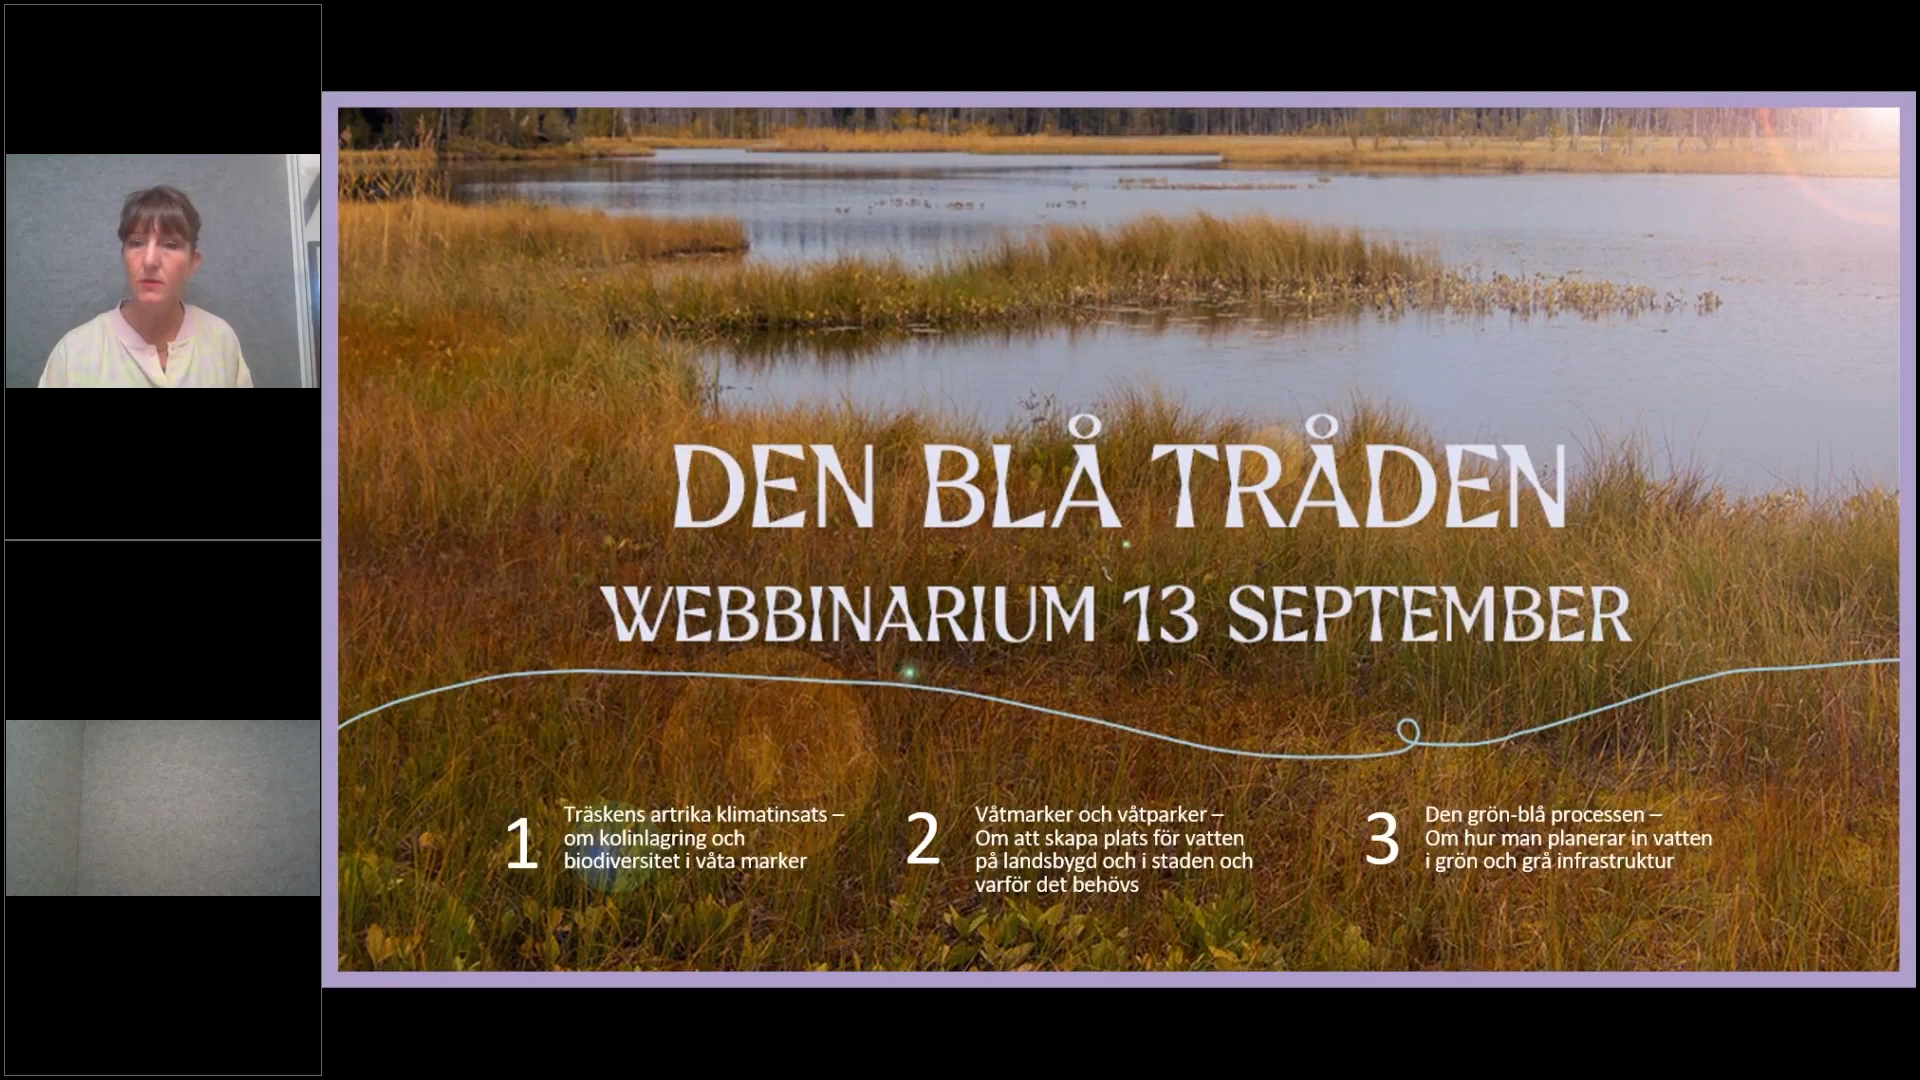 DEN BLÅ TRÅDEN
WEBBINARIUM 13 SEPTEMBER
1
Träskens artrika klimatinsats –
om kolinlagring och
biodiversitet i våta marker
2
Våtmarker och våtparker –
Om att skapa plats för vatten
på landsbygd och i staden och
varför det behövs
3
Den grön-blå processen –
Om hur man planerar in vatten
i grön och grå infrastruktur